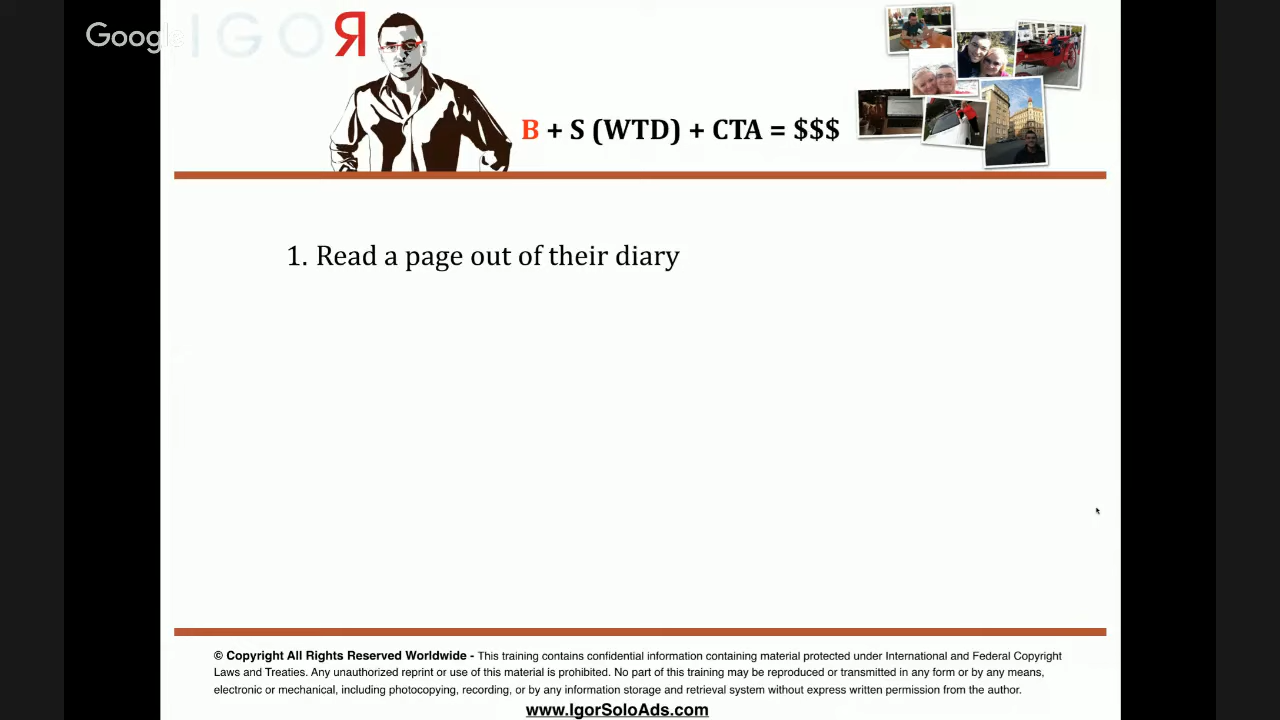 Google
IGOЯ
B + S (WTD) + CTA = $$$
1. Read a page out of their diary
© Copyright All Rights Reserved Worldwide - This training contains confidential information containing material protected under International and Federal Copyright
Laws and Treaties. Any unauthorized reprint or use of this material is prohibited. No part of this training may be reproduced or transmitted in any form or by any means,
electronic or mechanical, including photocopying, recording, or by any information storage and retrieval system without express written permission from the author.
www.IgorSoloAds.com